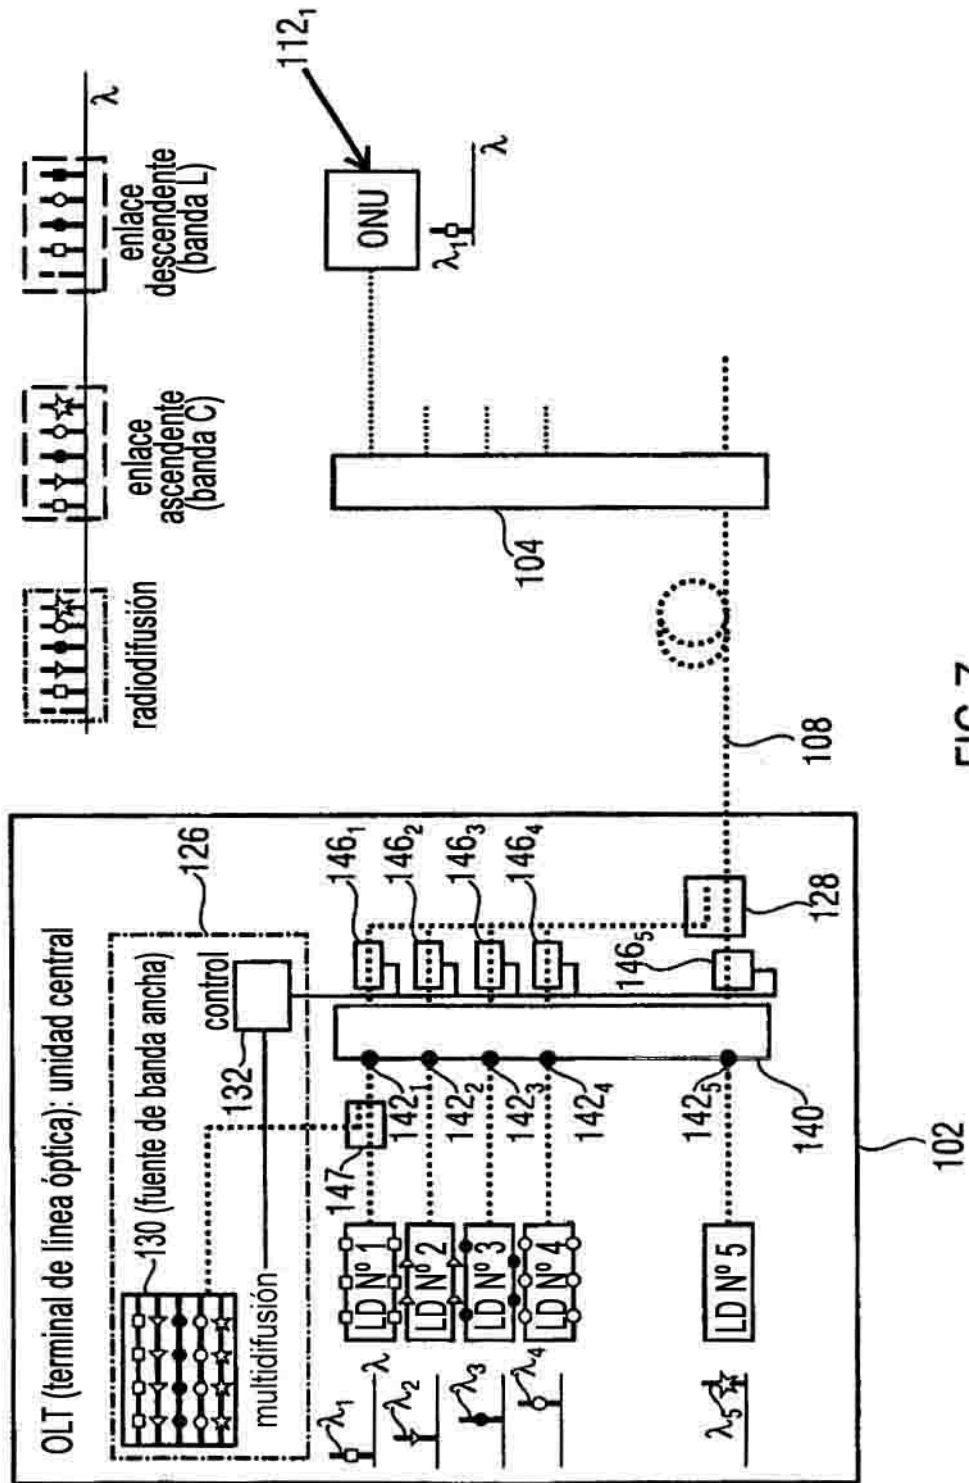 OLT (terminal de línea óptica): unidad central
130 (fuente de banda ancha)
126
control
132
multidifusión
147
λ1
LD Nº 1
λ
λ2
LD Nº 2
λ3
LD Nº 3
λ4
LD Nº 4
λ5
LD Nº 5
142₁
142₂
142₃
142₄
142₅
140
146₁
146₂
146₃
146₄
146₅
128
102
108
104
radiodifusión
enlace
ascendente
(banda C)
enlace
descendente
(banda L)
λ
ONU
112₁
λ1
λ
FIG 7